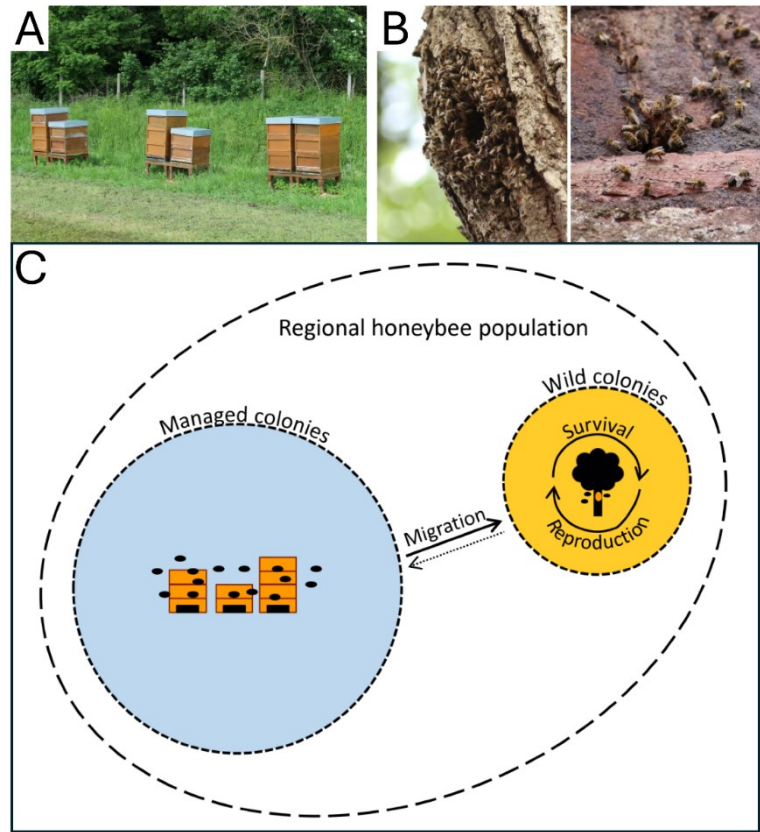 A
B
C
Regional honeybee population
Managed colonies
Wild colonies
Survival
Reproduction
Migration